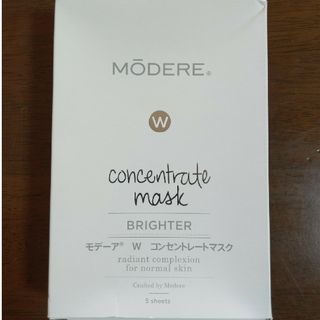 MŌDERE®
W
concentrate
mask
BRIGHTER
モデーア® W コンセントレートマスク
radiant complexion
for normal skin
Crafted by Modere
5 sheets